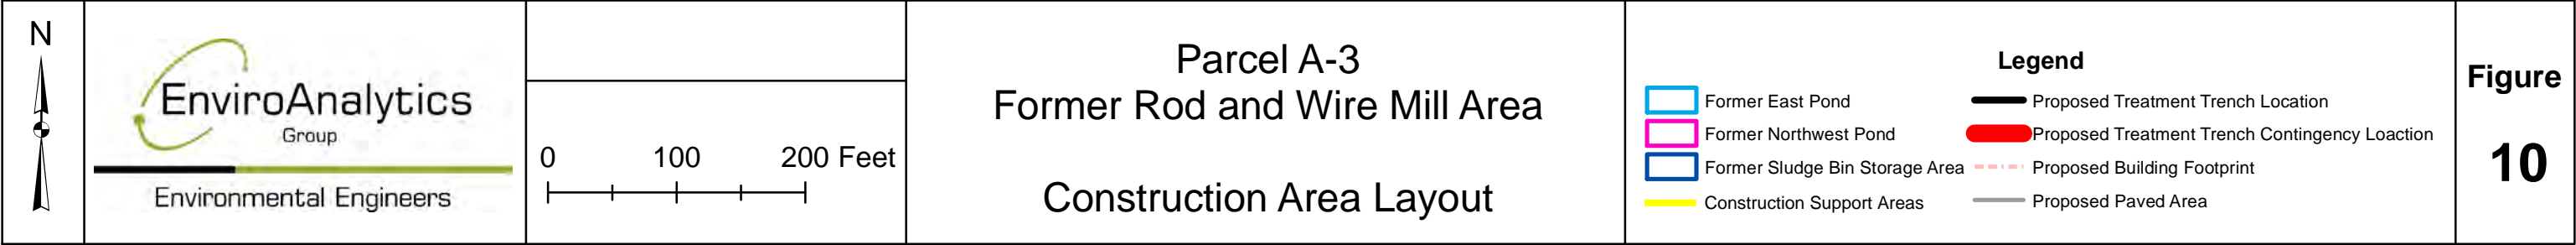 N
EnviroAnalytics
Group
Environmental Engineers
0 100 200 Feet
Parcel A-3
Former Rod and Wire Mill Area
Construction Area Layout
Legend
Former East Pond
Former Northwest Pond
Former Sludge Bin Storage Area
Construction Support Areas
Proposed Treatment Trench Location
Proposed Treatment Trench Contingency Loaction
Proposed Building Footprint
Proposed Paved Area
Figure
10